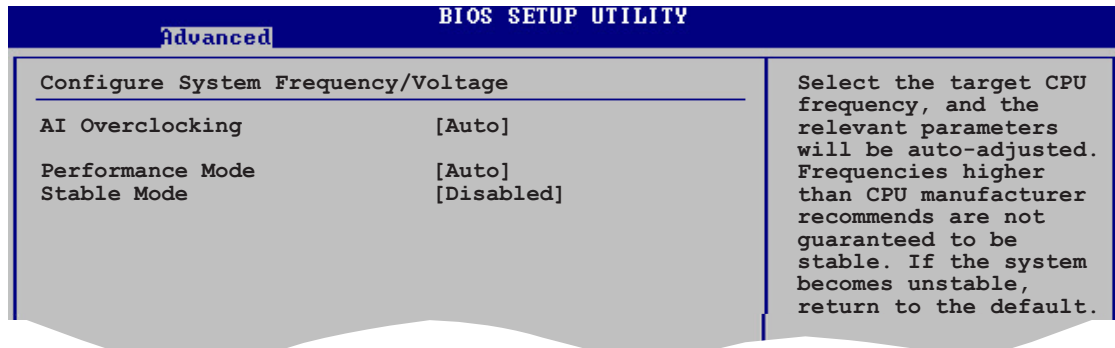 BIOS SETUP UTILITY
Advanced
Configure System Frequency/Voltage
AI Overclocking [Auto]
Performance Mode [Auto]
Stable Mode [Disabled]
Select the target CPU
frequency, and the
relevant parameters
will be auto-adjusted.
Frequencies higher
than CPU manufacturer
recommends are not
guaranteed to be
stable. If the system
becomes unstable,
return to the default.